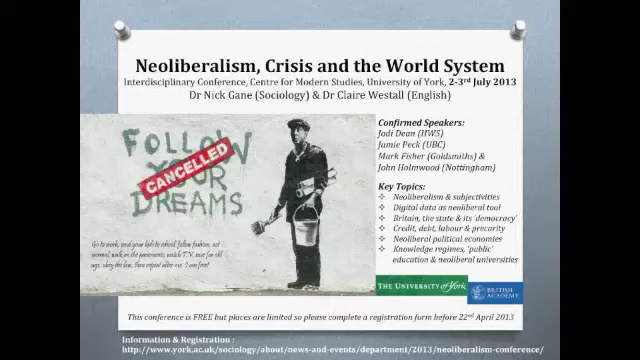 Neoliberalism, Crisis and the World System
Interdisciplinary Conference, Centre for Modern Studies, University of York, 2-3rd July 2013
Dr Nick Gane (Sociology) & Dr Claire Westall (English)
FOLLOW
YOUR
DREAMS
CANCELLED
Go to work, send your kids to school follow fashion, act
normal, walk on the pavements, watch T.V. save for old
age, obey the law, then repeat after me: I am free!
Confirmed Speakers:
Jodi Dean (HWS)
Jamie Peck (UBC)
Mark Fisher (Goldsmiths) &
John Holmwood (Nottingham)
Key Topics:
❖ Neoliberalism & subjectivities
❖ Digital data as neoliberal tool
❖ Britain, the state & its 'democracy'
❖ Credit, debt, labour & precarity
❖ Neoliberal political economies
❖ Knowledge regimes, 'public'
education & neoliberal universities
THE UNIVERSITY of York
BRITISH
ACADEMY
This conference is FREE but places are limited so please complete a registration form before 22nd April 2013
Information & Registration :
http://www.york.ac.uk/sociology/about/news-and-events/department/2013/neoliberalism-conference/